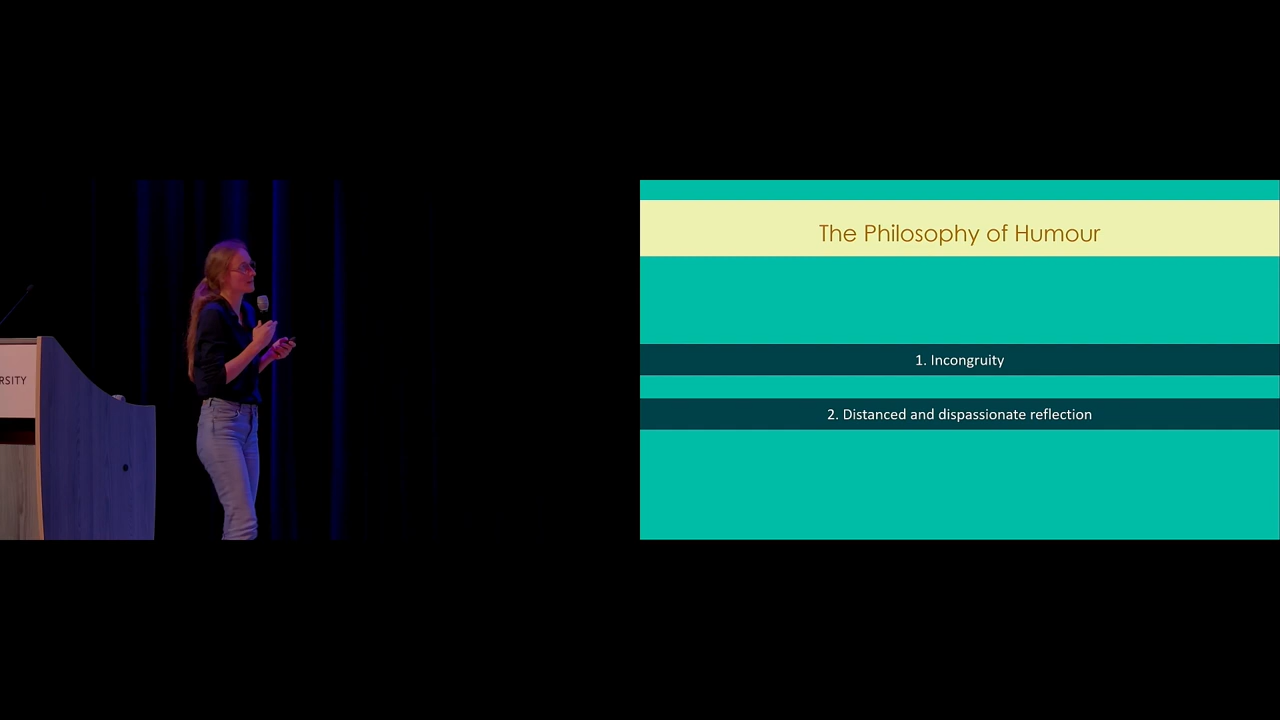 RSITY
The Philosophy of Humour
1. Incongruity
2. Distanced and dispassionate reflection